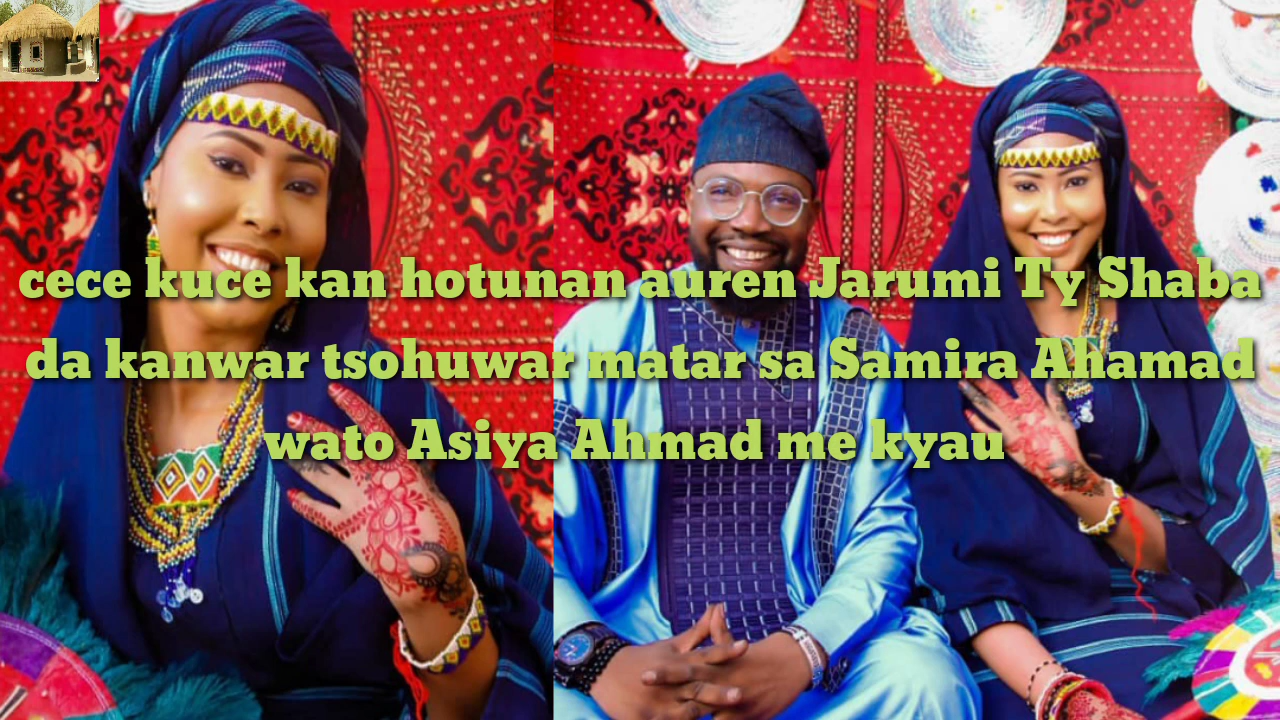 cece kuce kan hotunan auren Jarumi Ty Shaba
da kanwar tsohuwar matar sa Samira Ahamad
wato Asiya Ahmad me kyau